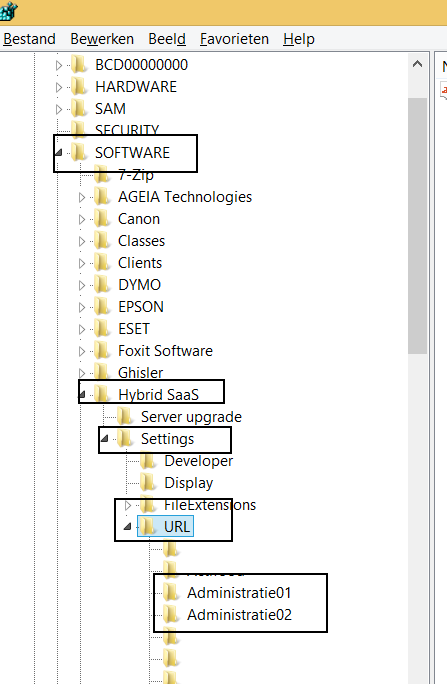 Bestand Bewerken Beeld Favorieten Help
BCD00000000
HARDWARE
SAM
SECURITY
SOFTWARE
7-Zip
AGEIA Technologies
Canon
Classes
Clients
DYMO
EPSON
ESET
Foxit Software
Ghisler
Hybrid SaaS
Server upgrade
Settings
Developer
Display
FileExtensions
URL
Administratie01
Administratie02